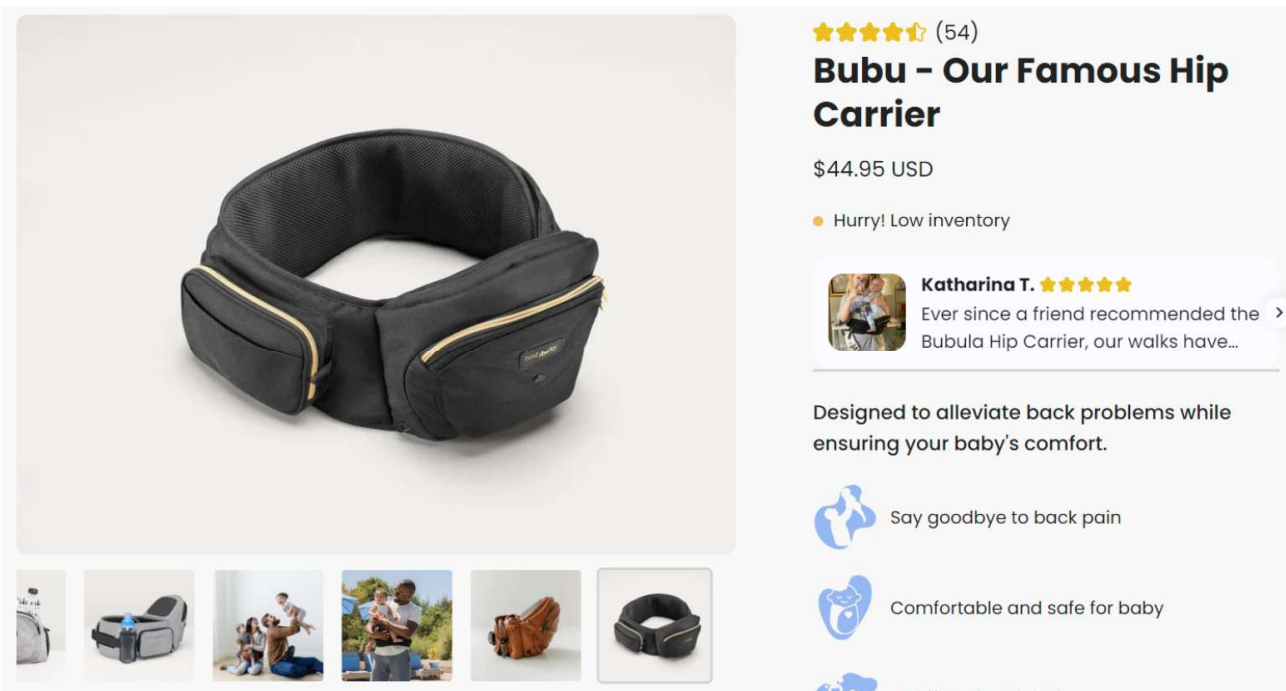 (54)
Bubu - Our Famous Hip
Carrier
$44.95 USD
Hurry! Low inventory
Katharina T.
Ever since a friend recommended the
Bubula Hip Carrier, our walks have...
Designed to alleviate back problems while
ensuring your baby's comfort.
Say goodbye to back pain
Comfortable and safe for baby